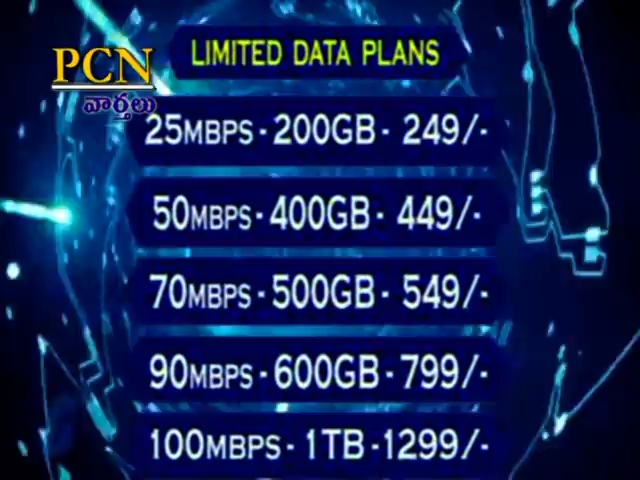 PCN
వార్తలు
LIMITED DATA PLANS
25MBPS - 200GB - 249/-
50MBPS - 400GB - 449/-
70MBPS - 500GB - 549/-
90MBPS - 600GB - 799/-
100MBPS - 1TB -1299/-